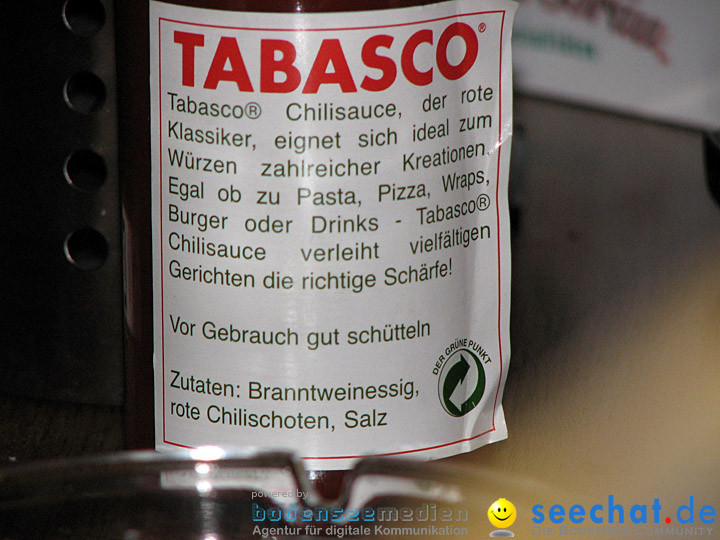 TABASCO®
Tabasco® Chilisauce, der rote
Klassiker, eignet sich ideal zum
Würzen zahlreicher Kreationen.
Egal ob zu Pasta, Pizza, Wraps,
Burger oder Drinks - Tabasco®
Chilisauce verleiht vielfältigen
Gerichten die richtige Schärfe!
Vor Gebrauch gut schütteln
DER GRÜNE PUNKT
Zutaten: Branntweinessig,
rote Chilischoten, Salz
powered by
bodenseemedien
Agentur für digitale Kommunikation
seechat.de